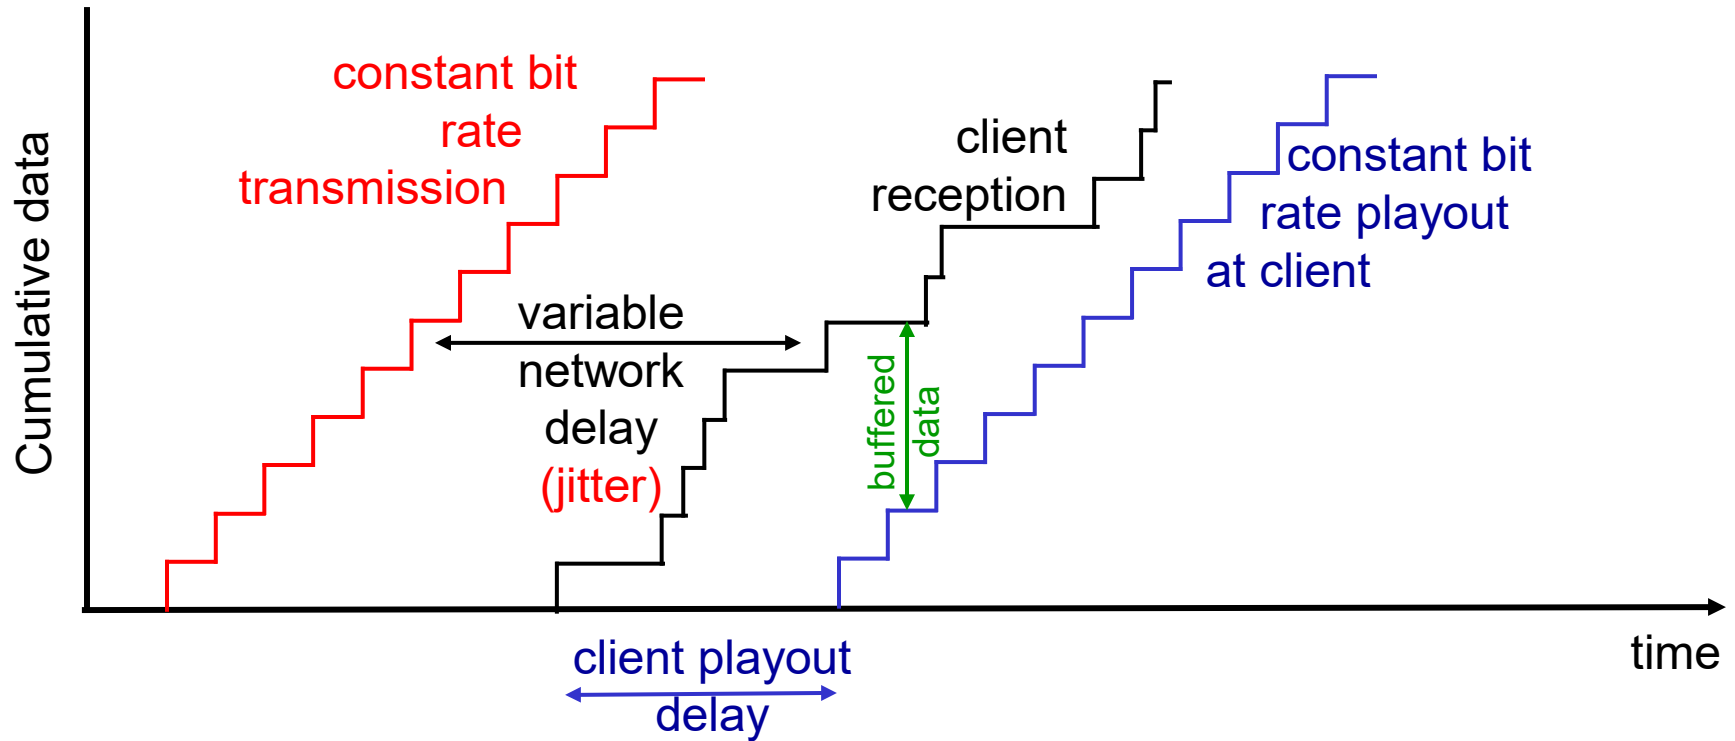 Cumulative data
constant bit
rate
transmission
variable
network
delay
(jitter)
client
reception
buffered
data
constant bit
rate playout
at client
client playout
delay
time